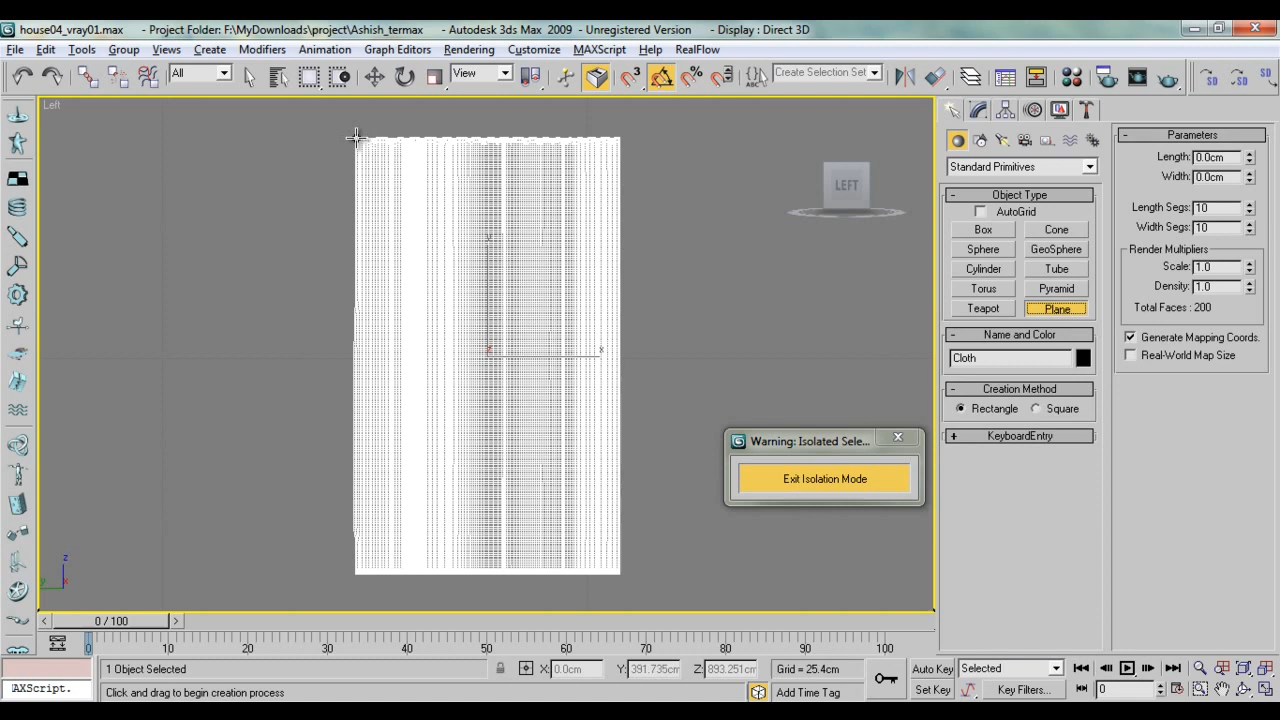 house04_vray01.max - Project Folder: F:\MyDownloads\project\Ashish_termax - Autodesk 3ds Max 2009 - Unregistered Version - Display : Direct 3D
File Edit Tools Group Views Create Modifiers Animation Graph Editors Rendering Customize MAXScript Help RealFlow
All View 3 % ABC Create Selection Set SD SD SD
Left
LEFT
y
x
z
z
y x
Standard Primitives
- Object Type
AutoGrid
Box Cone
Sphere GeoSphere
Cylinder Tube
Torus Pyramid
Teapot Plane
- Name and Color
Cloth
- Creation Method
Rectangle Square
+ KeyboardEntry
- Parameters
Length: 0.0cm
Width: 0.0cm
Length Segs: 10
Width Segs: 10
Render Multipliers
Scale: 1.0
Density: 1.0
Total Faces : 200
Generate Mapping Coords.
Real-World Map Size
Warning: Isolated Sele...
Exit Isolation Mode
< 0 / 100 >
0 10 20 30 40 50 60 70 80 90 100
1 Object Selected X: 0.0cm Y: 391.735cm Z: 893.251cm Grid = 25.4cm Auto Key Selected
AXScript. Click and drag to begin creation process Add Time Tag Set Key Key Filters... 0